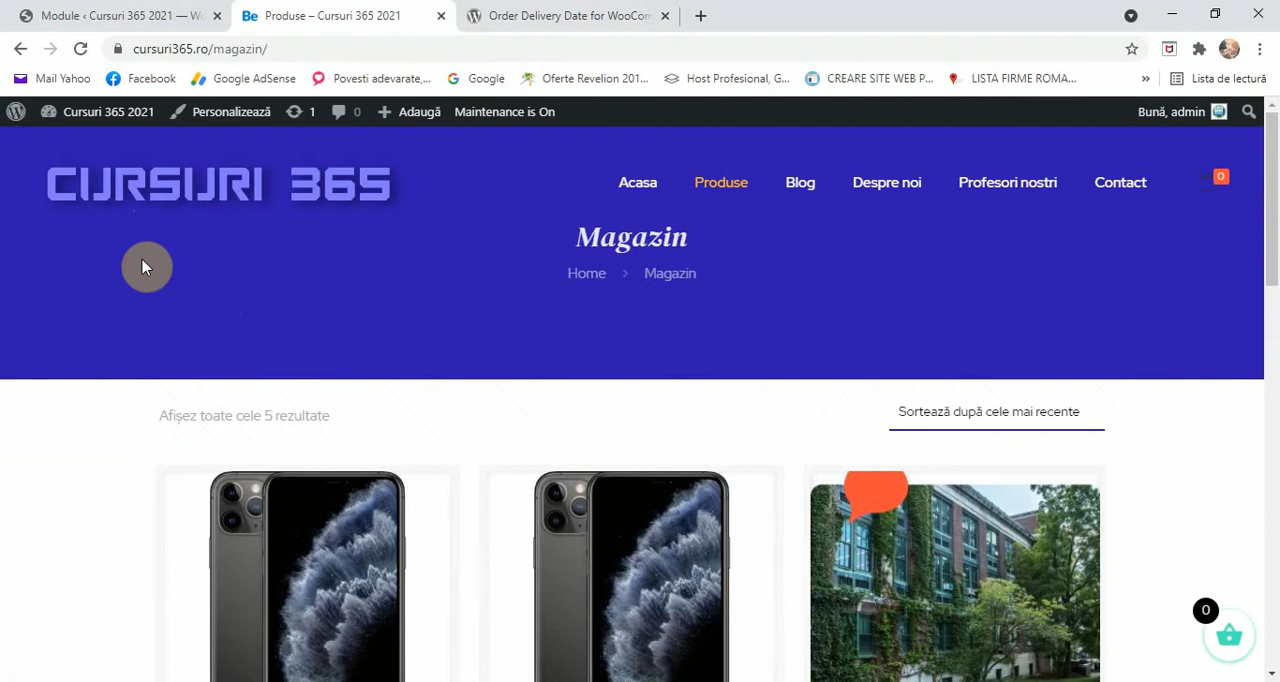 Module ‹ Cursuri 365 2021 — Wo
Be Produse – Cursuri 365 2021
Order Delivery Date for WooCom
cursuri365.ro/magazin/
Mail Yahoo
Facebook
Google AdSense
Povesti adevarate,...
Google
Oferte Revelion 201...
Host Profesional, G...
CREARE SITE WEB P...
LISTA FIRME ROMA...
»
Lista de lectură
Cursuri 365 2021
Personalizează
1
0
Adaugă
Maintenance is On
Bună, admin
CURSURI 365
Acasa
Produse
Blog
Despre noi
Profesori nostri
Contact
0
Magazin
Home
Magazin
Afișez toate cele 5 rezultate
Sortează după cele mai recente
0